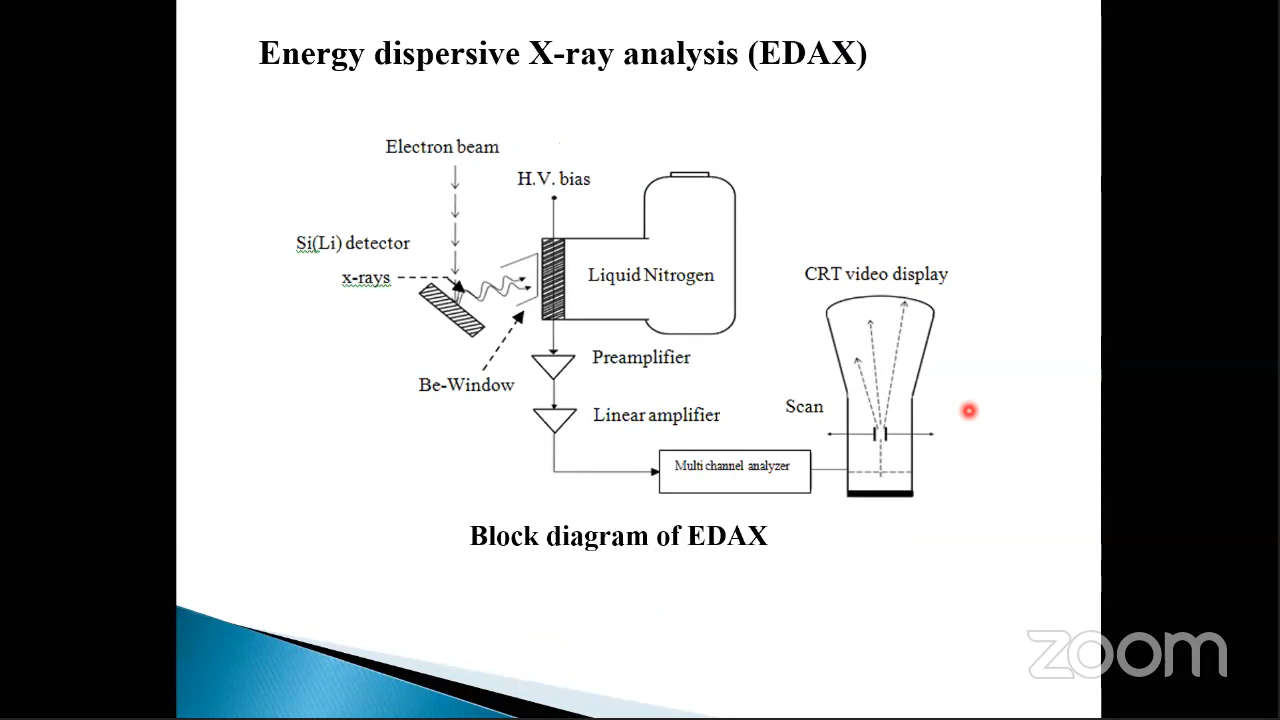 Energy dispersive X-ray analysis (EDAX)
Electron beam
H.V. bias
Si(Li) detector
x-rays
Liquid Nitrogen
CRT video display
Preamplifier
Be-Window
Scan
Linear amplifier
Multi channel analyzer
Block diagram of EDAX
zoom